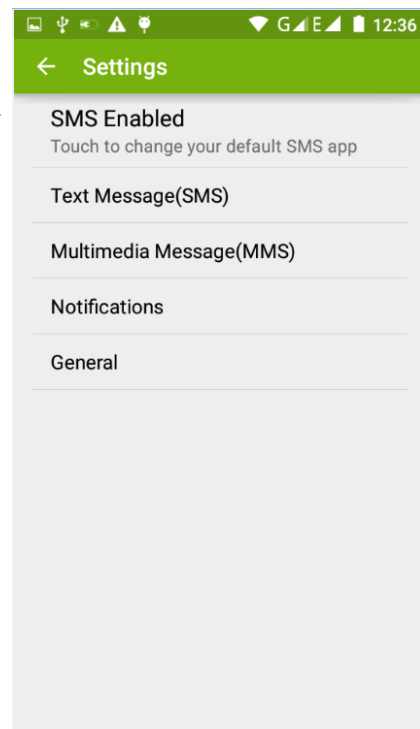 G E 12:36
Settings
SMS Enabled
Touch to change your default SMS app
Text Message(SMS)
Multimedia Message(MMS)
Notifications
General